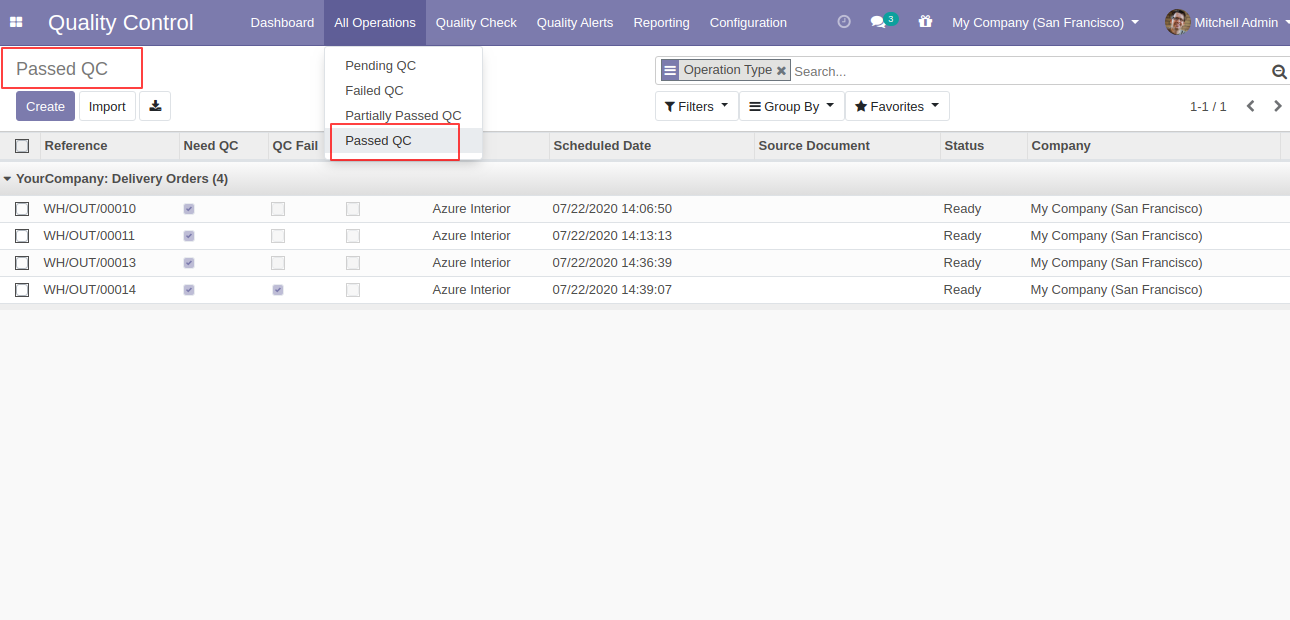 Quality Control Dashboard All Operations Quality Check Quality Alerts Reporting Configuration 3 My Company (San Francisco) Mitchell Admin
Passed QC
Pending QC
Failed QC
Partially Passed QC
Passed QC
Operation Type Search...
Create Import Filters Group By Favorites 1-1 / 1
Reference Need QC QC Fail Scheduled Date Source Document Status Company
YourCompany: Delivery Orders (4)
WH/OUT/00010 Azure Interior 07/22/2020 14:06:50 Ready My Company (San Francisco)
WH/OUT/00011 Azure Interior 07/22/2020 14:13:13 Ready My Company (San Francisco)
WH/OUT/00013 Azure Interior 07/22/2020 14:36:39 Ready My Company (San Francisco)
WH/OUT/00014 Azure Interior 07/22/2020 14:39:07 Ready My Company (San Francisco)